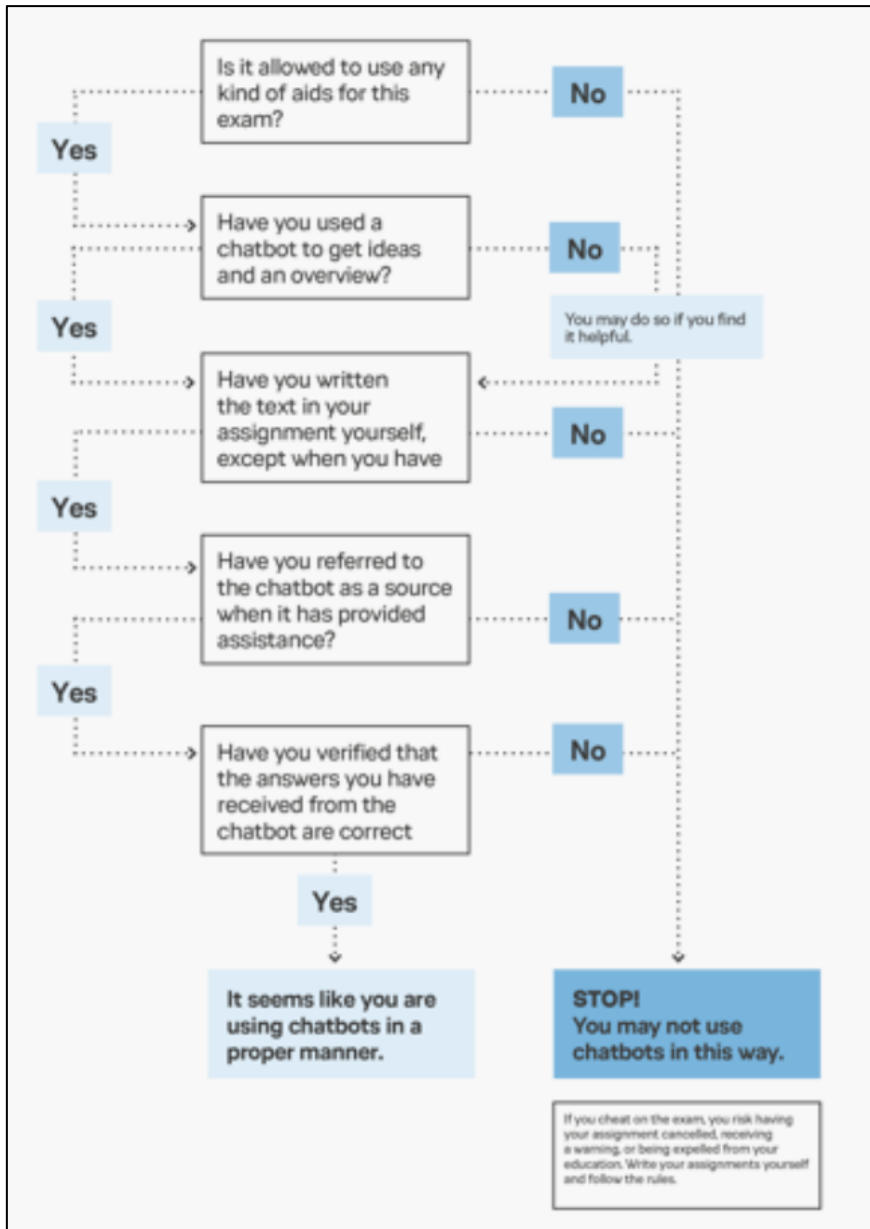 Is it allowed to use any
kind of aids for this
exam?
No
Yes
Have you used a
chatbot to get ideas
and an overview?
No
You may do so if you find
it helpful.
Yes
Have you written
the text in your
assignment yourself,
except when you have
No
Yes
Have you referred to
the chatbot as a source
when it has provided
assistance?
No
Yes
Have you verified that
the answers you have
received from the
chatbot are correct
No
Yes
It seems like you are
using chatbots in a
proper manner.
STOP!
You may not use
chatbots in this way.
If you cheat on the exam, you risk having
your assignment cancelled, receiving
a warning, or being expelled from your
education. Write your assignments yourself
and follow the rules.